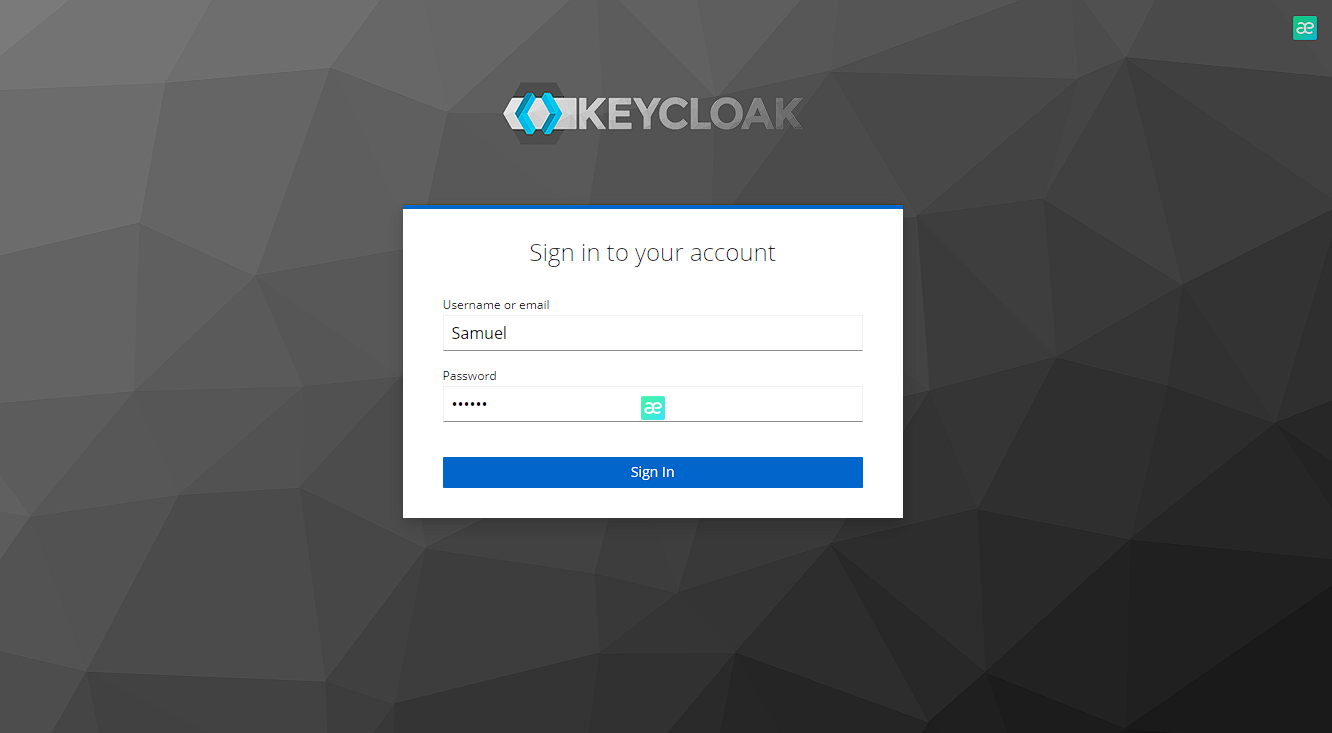 æ
KEYCLOAK
Sign in to your account
Username or email
Samuel
Password
••••••
æ
Sign In